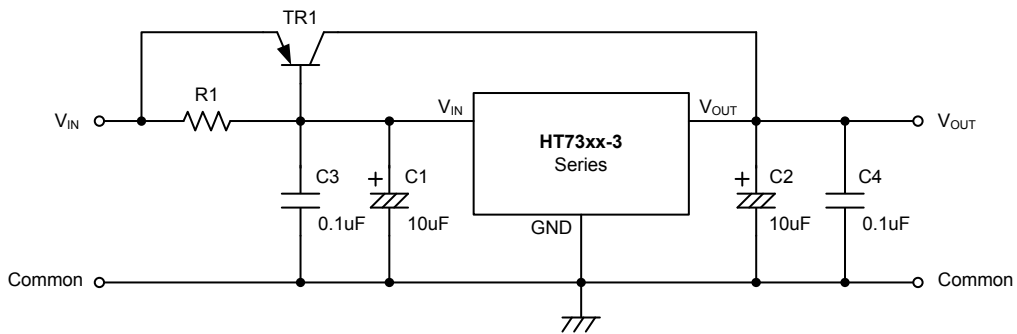 TR1
R1
V_IN
V_IN
V_OUT
V_OUT
HT73xx-3
Series
C3
0.1uF
C1
10uF
C2
10uF
C4
0.1uF
GND
Common
Common
+
+